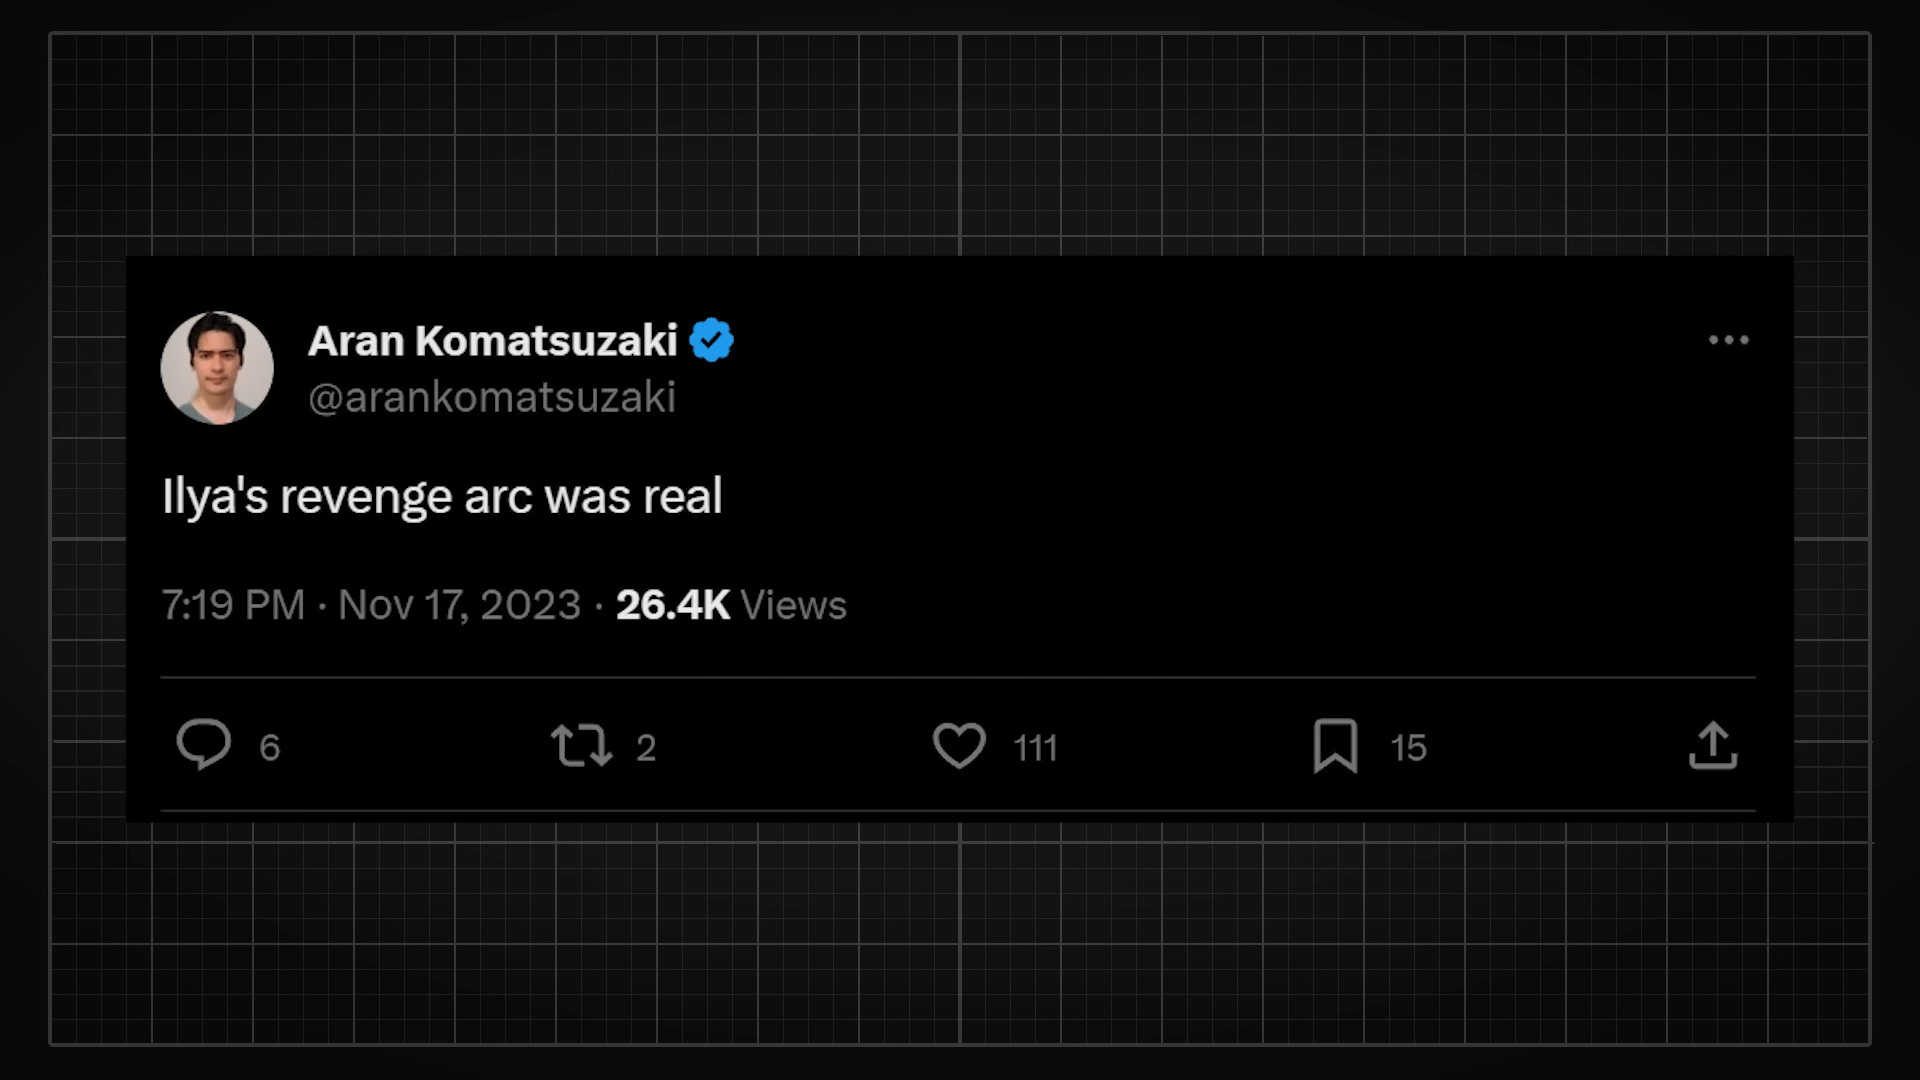 Aran Komatsuzaki
@arankomatsuzaki
Ilya's revenge arc was real
7:19 PM · Nov 17, 2023 · 26.4K Views
6 2 111 15